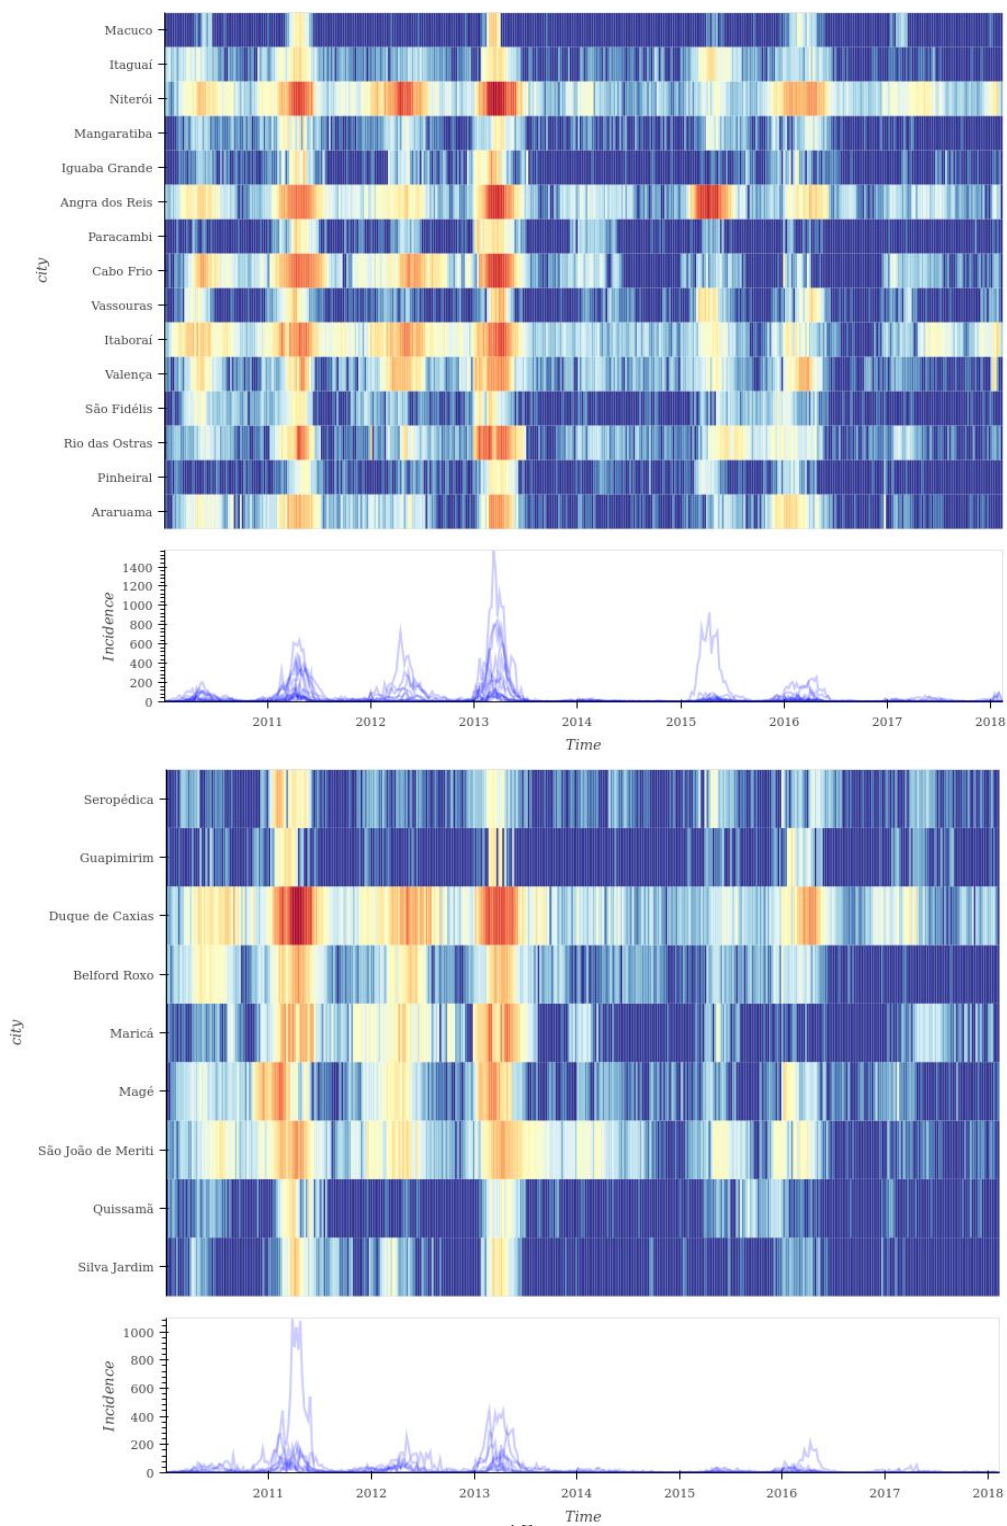 Macuco
Itaguaí
Niterói
Mangaratiba
Iguaba Grande
Angra dos Reis
Paracambi
Cabo Frio
Vassouras
Itaboraí
Valença
São Fidélis
Rio das Ostras
Pinheiral
Araruama
city
1400
1200
1000
800
600
400
200
0
Incidence
2011 2012 2013 2014 2015 2016 2017 2018
Time
Seropédica
Guapimirim
Duque de Caxias
Belford Roxo
Maricá
Magé
São João de Meriti
Quissamã
Silva Jardim
city
1000
800
600
400
200
0
Incidence
2011 2012 2013 2014 2015 2016 2017 2018
Time